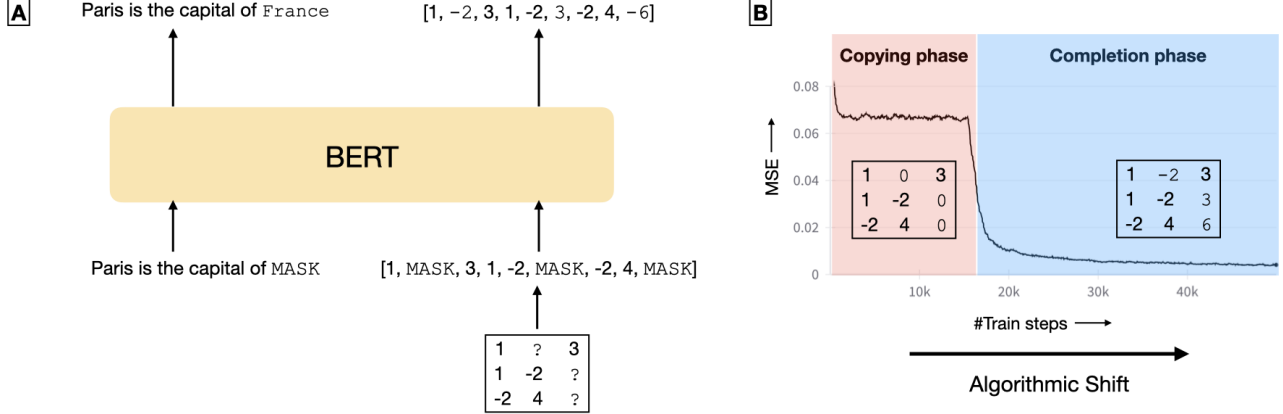 A
Paris is the capital of France
[1, −2, 3, 1, -2, 3, -2, 4, −6]
BERT
Paris is the capital of MASK
[1, MASK, 3, 1, -2, MASK, -2, 4, MASK]
1 ? 3
1 -2 ?
-2 4 ?
B
Copying phase
Completion phase
MSE
0.08
0.06
0.04
0.02
0
1 0 3
1 -2 0
-2 4 0
1 −2 3
1 -2 3
-2 4 6
10k
20k
30k
40k
#Train steps
Algorithmic Shift